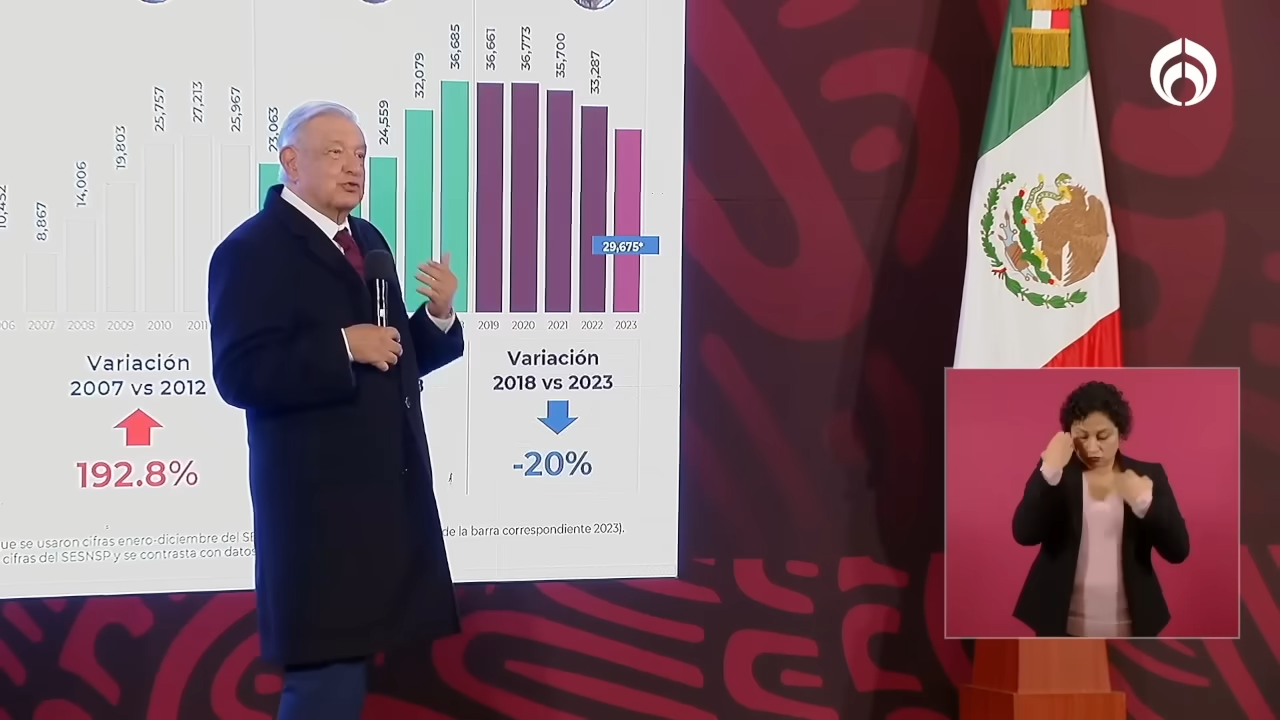 8,867
14,006
19,803
25,757
27,213
25,967
23,063
24,559
32,079
36,685
36,661
36,773
35,700
33,287
29,675*
2007 2008 2009 2010 2019 2020 2021 2022 2023
Variación
2007 vs 2012
192.8%
Variación
2018 vs 2023
-20%
se usaron cifras enero-diciembre del de la barra correspondiente 2023).
cifras del SESNSP y se contrasta con datos